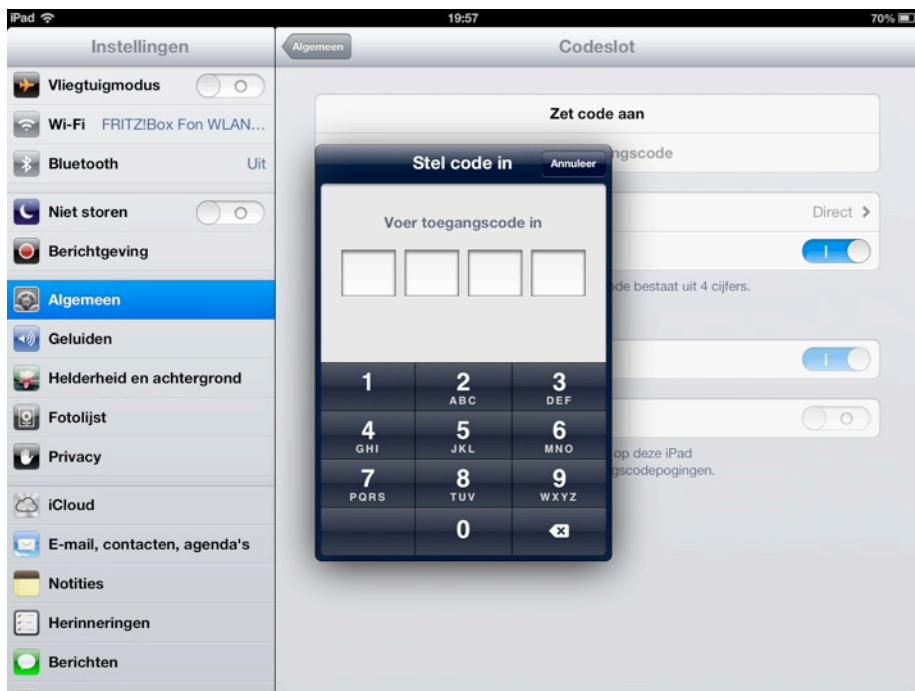 iPad
19:57
70%
Instellingen
Algemeen
Codeslot
Vliegtuigmodus
Wi-Fi FRITZ!Box Fon WLAN...
Bluetooth Uit
Niet storen
Berichtgeving
Algemeen
Geluiden
Helderheid en achtergrond
Fotolijst
Privacy
iCloud
E-mail, contacten, agenda's
Notities
Herinneringen
Berichten
Zet code aan
ngscode
Direct
de bestaat uit 4 cijfers.
op deze iPad
gscodepogingen.
Stel code in
Annuleer
Voer toegangscode in
1 2 3
ABC DEF
4 5 6
GHI JKL MNO
7 8 9
PQRS TUV WXYZ
0